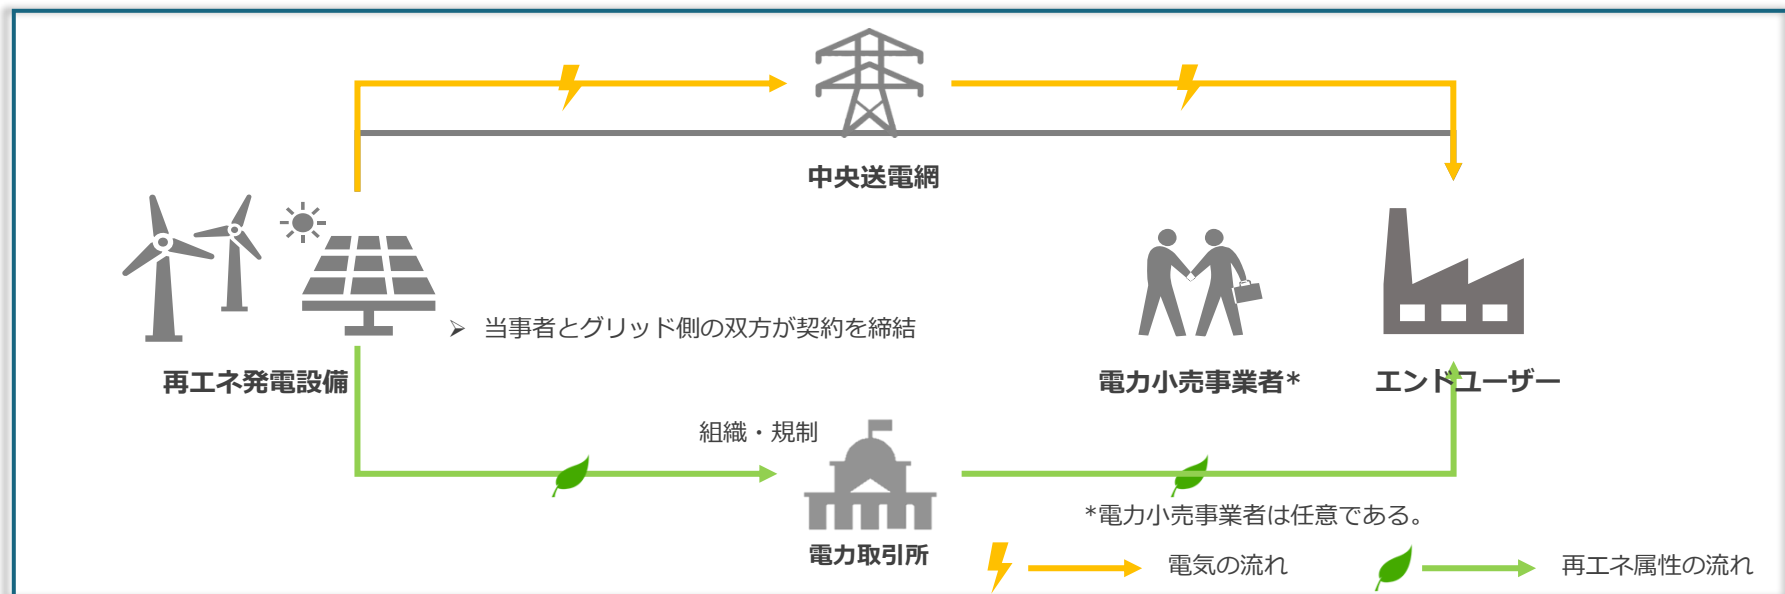 中央送電網
➢ 当事者とグリッド側の双方が契約を締結
再エネ発電設備
電力小売事業者*
エンドユーザー
組織・規制
電力取引所
*電力小売事業者は任意である。
電気の流れ
再エネ属性の流れ